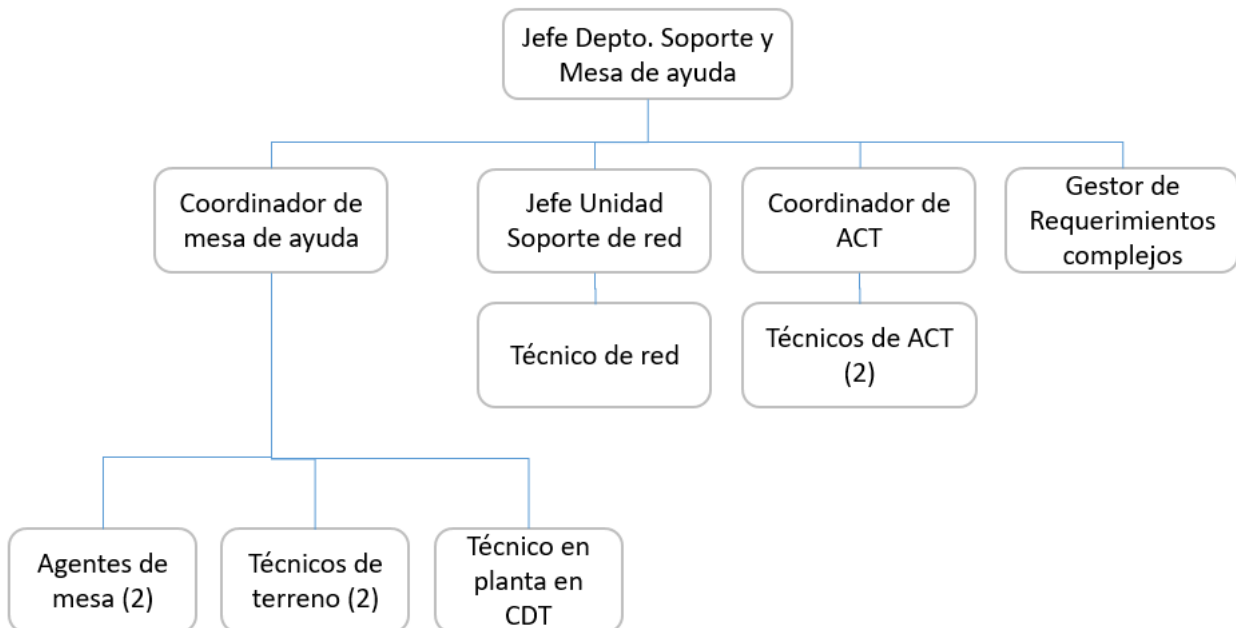 Jefe Depto. Soporte y
Mesa de ayuda
Coordinador de
mesa de ayuda
Jefe Unidad
Soporte de red
Coordinador de
ACT
Gestor de
Requerimientos
complejos
Técnico de red
Técnicos de ACT
(2)
Agentes de
mesa (2)
Técnicos de
terreno (2)
Técnico en
planta en
CDT